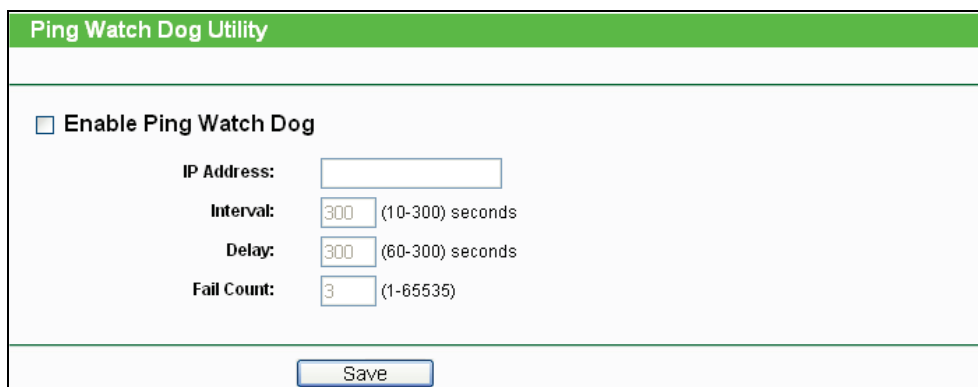 Ping Watch Dog Utility
Enable Ping Watch Dog
IP Address:
Interval: 300 (10-300) seconds
Delay: 300 (60-300) seconds
Fail Count: 3 (1-65535)
Save